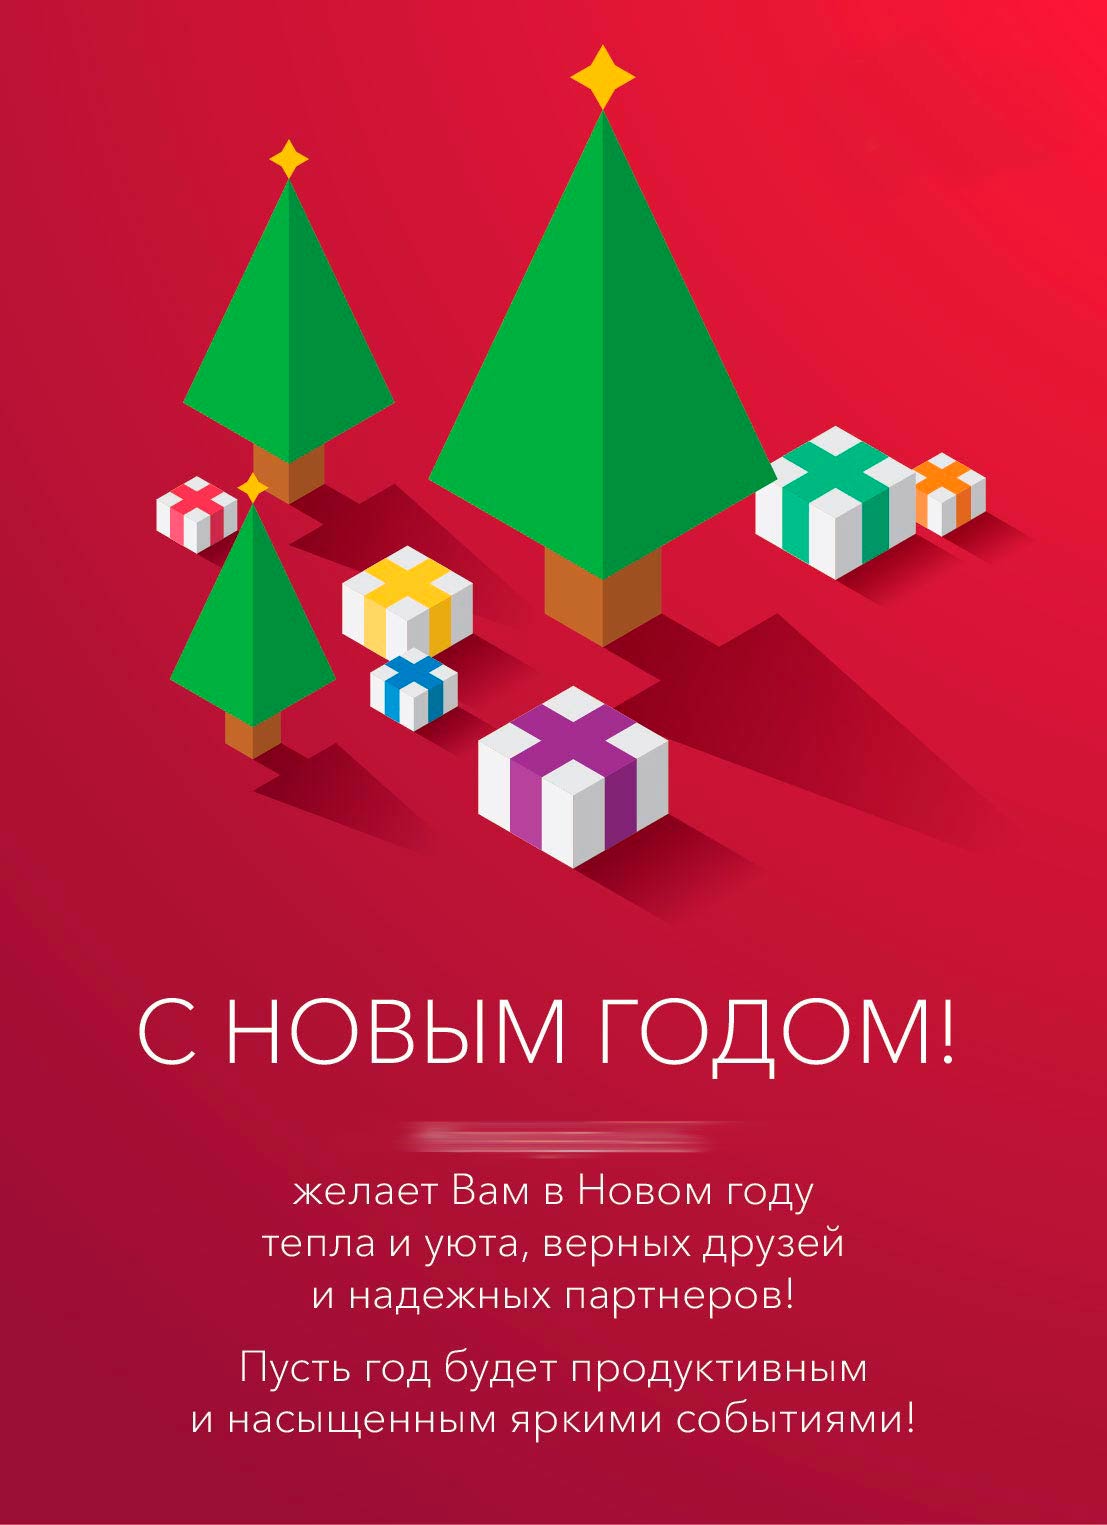 С НОВЫМ ГОДОМ!
желает Вам в Новом году
тепла и уюта, верных друзей
и надежных партнеров!
Пусть год будет продуктивным
и насыщенным яркими событиями!